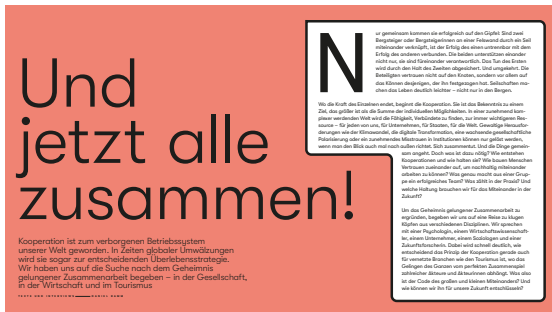 Und
jetzt alle
zusammen!
Kooperation ist zum verborgenen Betriebssystem
unserer Welt geworden. In Zeiten globaler Umwälzungen
wird sie sogar zur entscheidenden Überlebensstrategie.
Wir haben uns auf die Suche nach dem Geheimnis
gelungener Zusammenarbeit begeben – in der Gesellschaft,
in der Wirtschaft und im Tourismus
TEXTE UND INTERVIEWS DANIEL KAMM
Nur gemeinsam kommen sie erfolgreich auf den Gipfel: Sind zwei
Bergsteiger oder Bergsteigerinnen an einer Felswand durch ein Seil
miteinander verknüpft, ist der Erfolg des einen untrennbar mit dem
Erfolg des anderen verbunden. Die beiden unterstützen einander
nicht nur, sie sind füreinander verantwortlich. Das Tun des Ersten
wird durch den Halt des Zweiten abgesichert. Und umgekehrt. Die
Beteiligten vertrauen nicht auf den Knoten, sondern vor allem auf
das Können desjenigen, der ihn festgezogen hat. Seilschaften ma-
chen das Leben deutlich leichter – nicht nur in den Bergen.
Wo die Kraft des Einzelnen endet, beginnt die Kooperation. Sie ist das Bekenntnis zu einem
Ziel, das größer ist als die Summe der individuellen Möglichkeiten. In einer zunehmend kom-
plexer werdenden Welt wird die Fähigkeit, Verbündete zu finden, zur immer wichtigeren Res-
source – für jeden von uns, für Unternehmen, für Staaten, für die Welt. Gewaltige Herausfor-
derungen wie der Klimawandel, die digitale Transformation, eine wachsende gesellschaftliche
Polarisierung oder ein zunehmendes Misstrauen in Institutionen können nur gelöst werden,
wenn man den Blick auch mal nach außen richtet. Sich zusammentut. Und die Dinge gemein-
sam angeht. Doch was ist dazu nötig? Wie entstehen
Kooperationen und wie halten sie? Wie bauen Menschen
Vertrauen zueinander auf, um nachhaltig miteinander
arbeiten zu können? Was genau macht aus einer Grup-
pe ein erfolgreiches Team? Was zählt in der Praxis? Und
welche Haltung brauchen wir für das Miteinander in der
Zukunft?
Um das Geheimnis gelungener Zusammenarbeit zu
ergründen, begeben wir uns auf eine Reise zu klugen
Köpfen aus verschiedenen Disziplinen. Wir sprechen
mit einer Psychologin, einem Wirtschaftswissenschaft-
ler, einem Unternehmer, einem Soziologen und einer
Zukunftsforscherin. Dabei wird schnell deutlich, wie
entscheidend das Prinzip der Kooperation gerade auch
für vernetzte Branchen wie den Tourismus ist, wo das
Gelingen des Ganzen vom perfekten Zusammenspiel
zahlreicher Akteure und Akteurinnen abhängt. Was also
ist der Code des großen und kleinen Miteinanders? Und
wie können wir ihn für unsere Zukunft entschlüsseln?